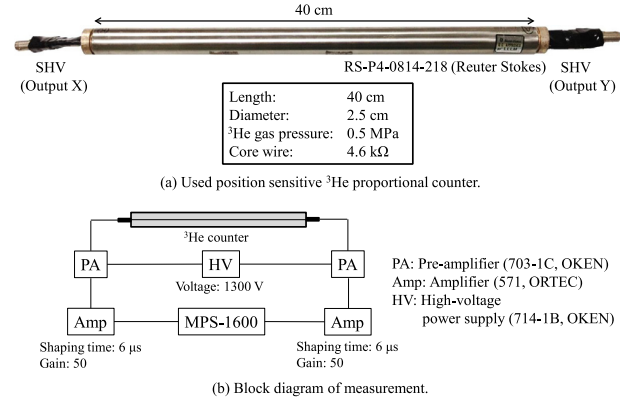 40 cm
SHV
(Output X)
RS-P4-0814-218 (Reuter Stokes)
SHV
(Output Y)
Length: 40 cm
Diameter: 2.5 cm
³He gas pressure: 0.5 MPa
Core wire: 4.6 kΩ
(a) Used position sensitive ³He proportional counter.
³He counter
PA
HV
PA
Voltage: 1300 V
Amp
MPS-1600
Amp
Shaping time: 6 μs
Gain: 50
Shaping time: 6 μs
Gain: 50
PA: Pre-amplifier (703-1C, OKEN)
Amp: Amplifier (571, ORTEC)
HV: High-voltage
power supply (714-1B, OKEN)
(b) Block diagram of measurement.